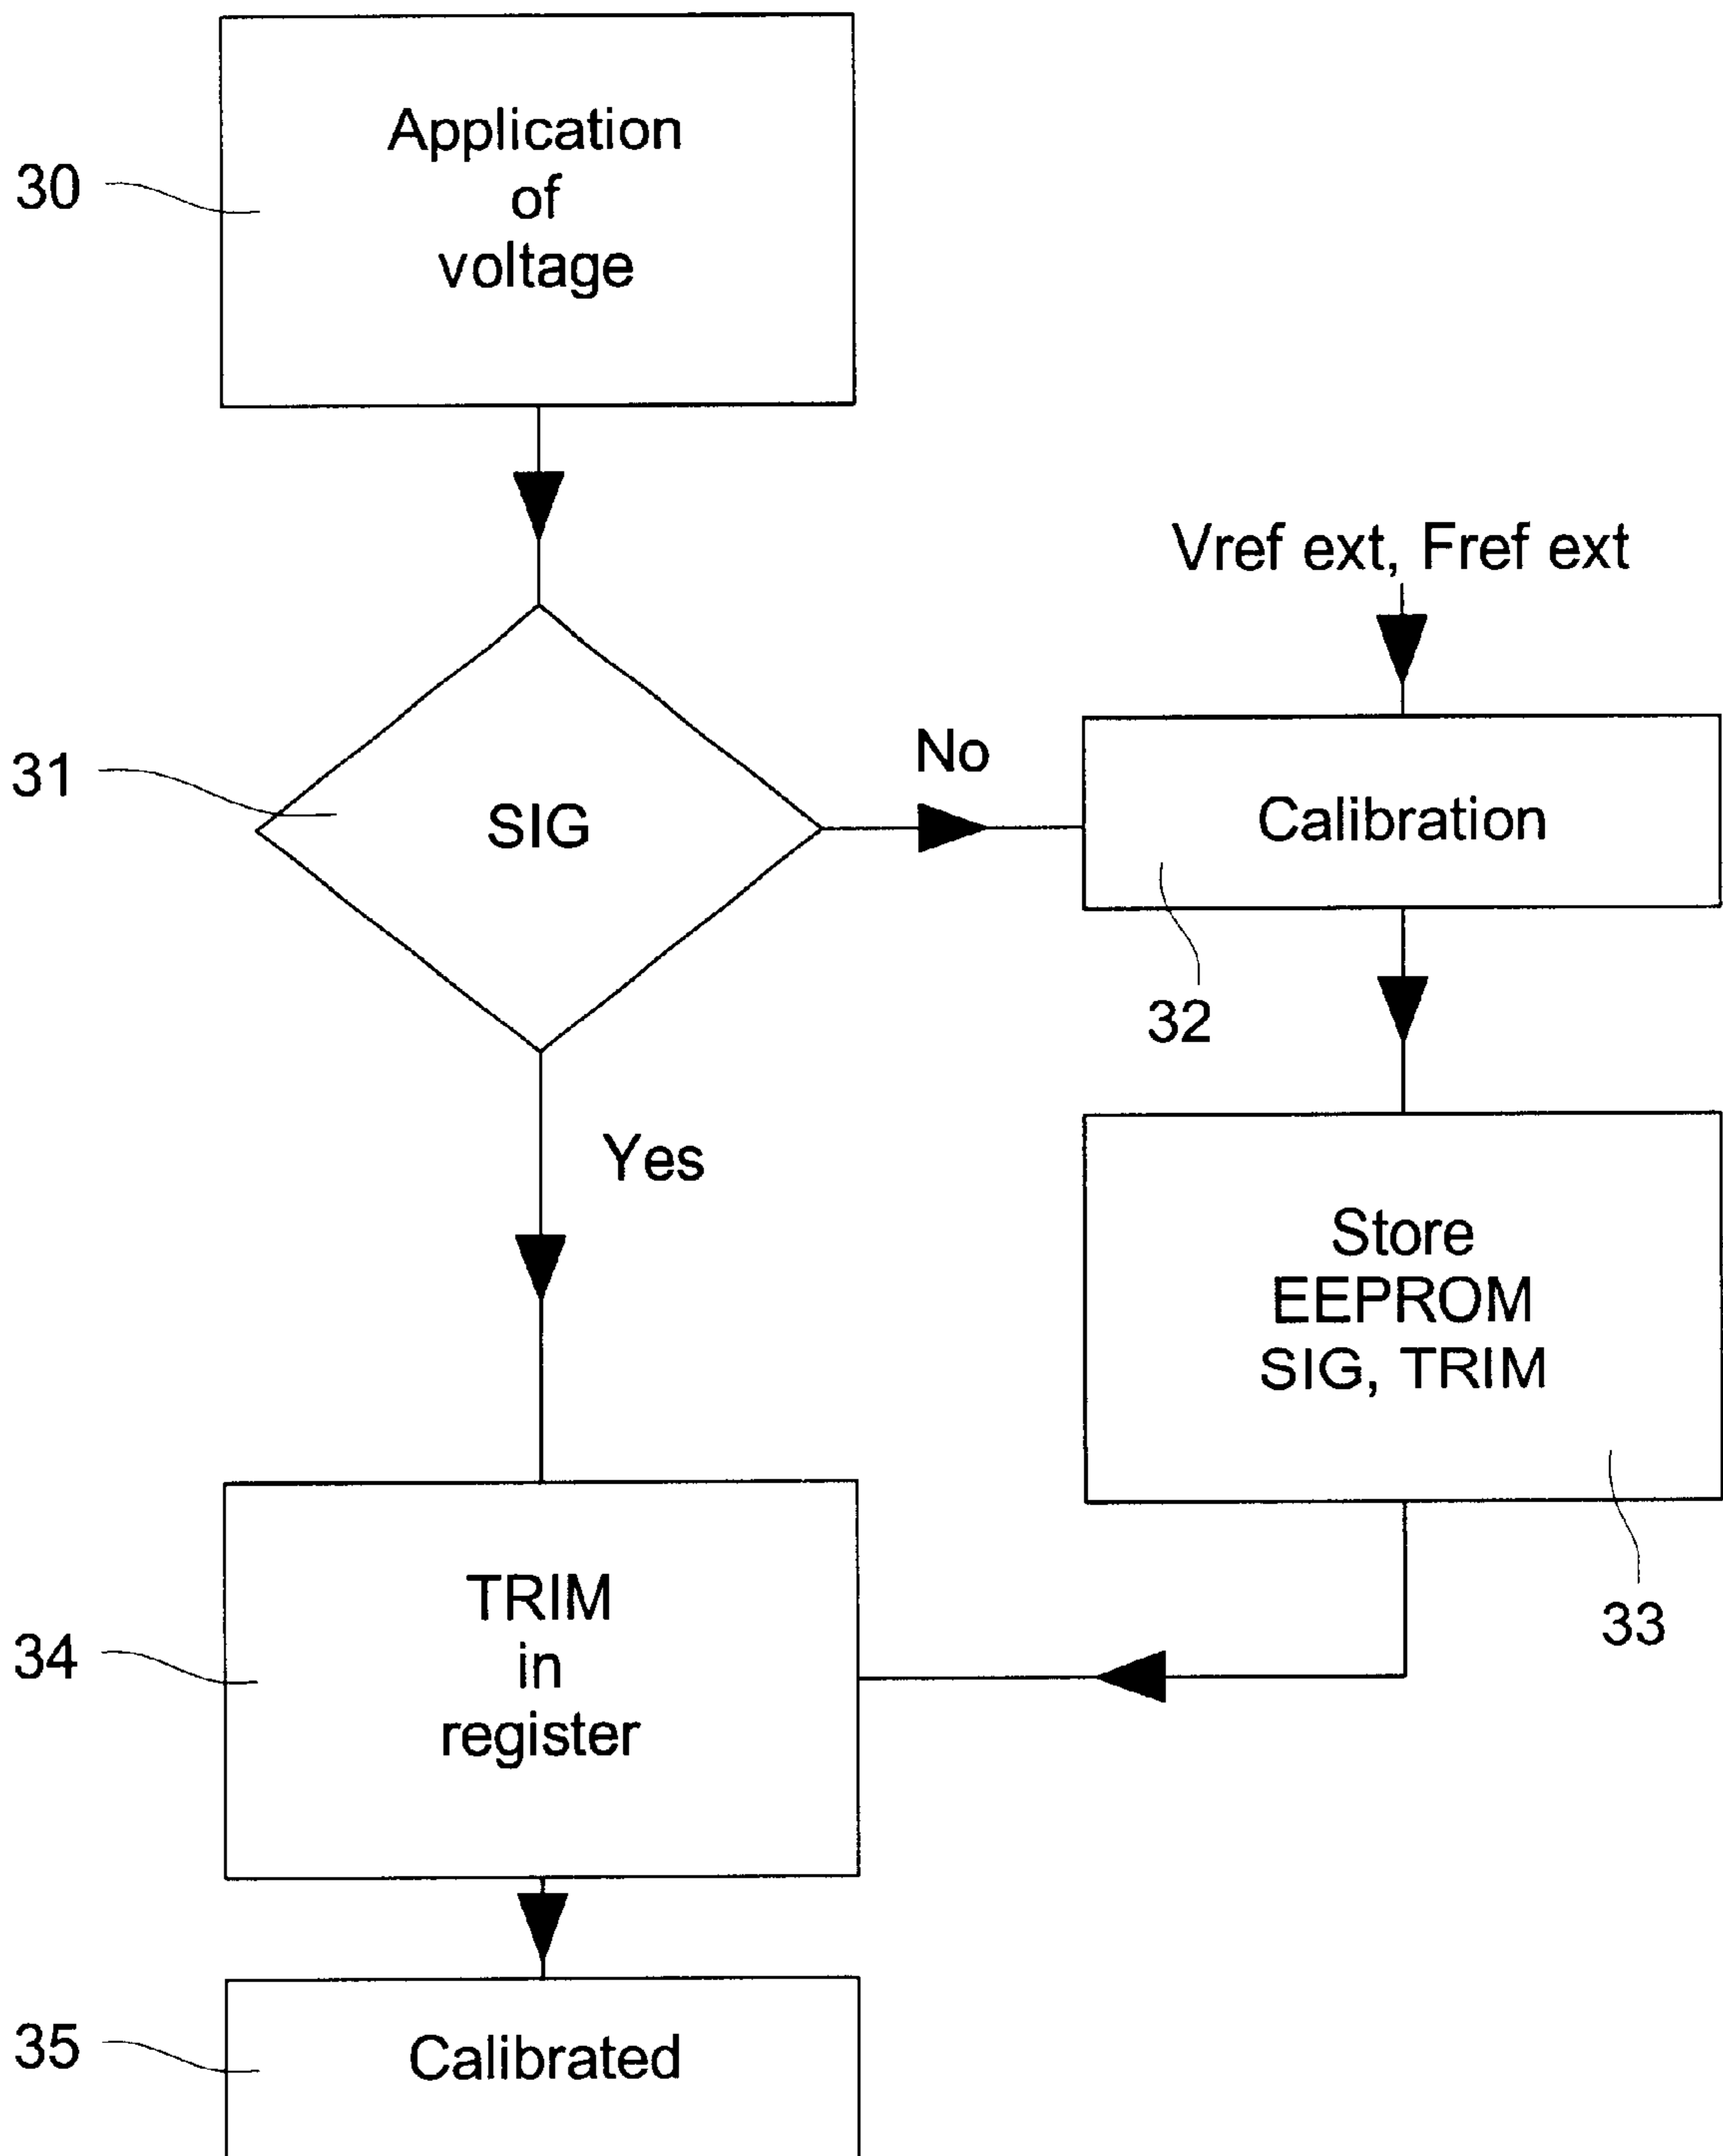 Application
of
voltage
30
Vref ext, Fref ext
No
31
SIG
Calibration
32
Yes
Store
EEPROM
SIG, TRIM
33
TRIM
in
register
34
35
Calibrated